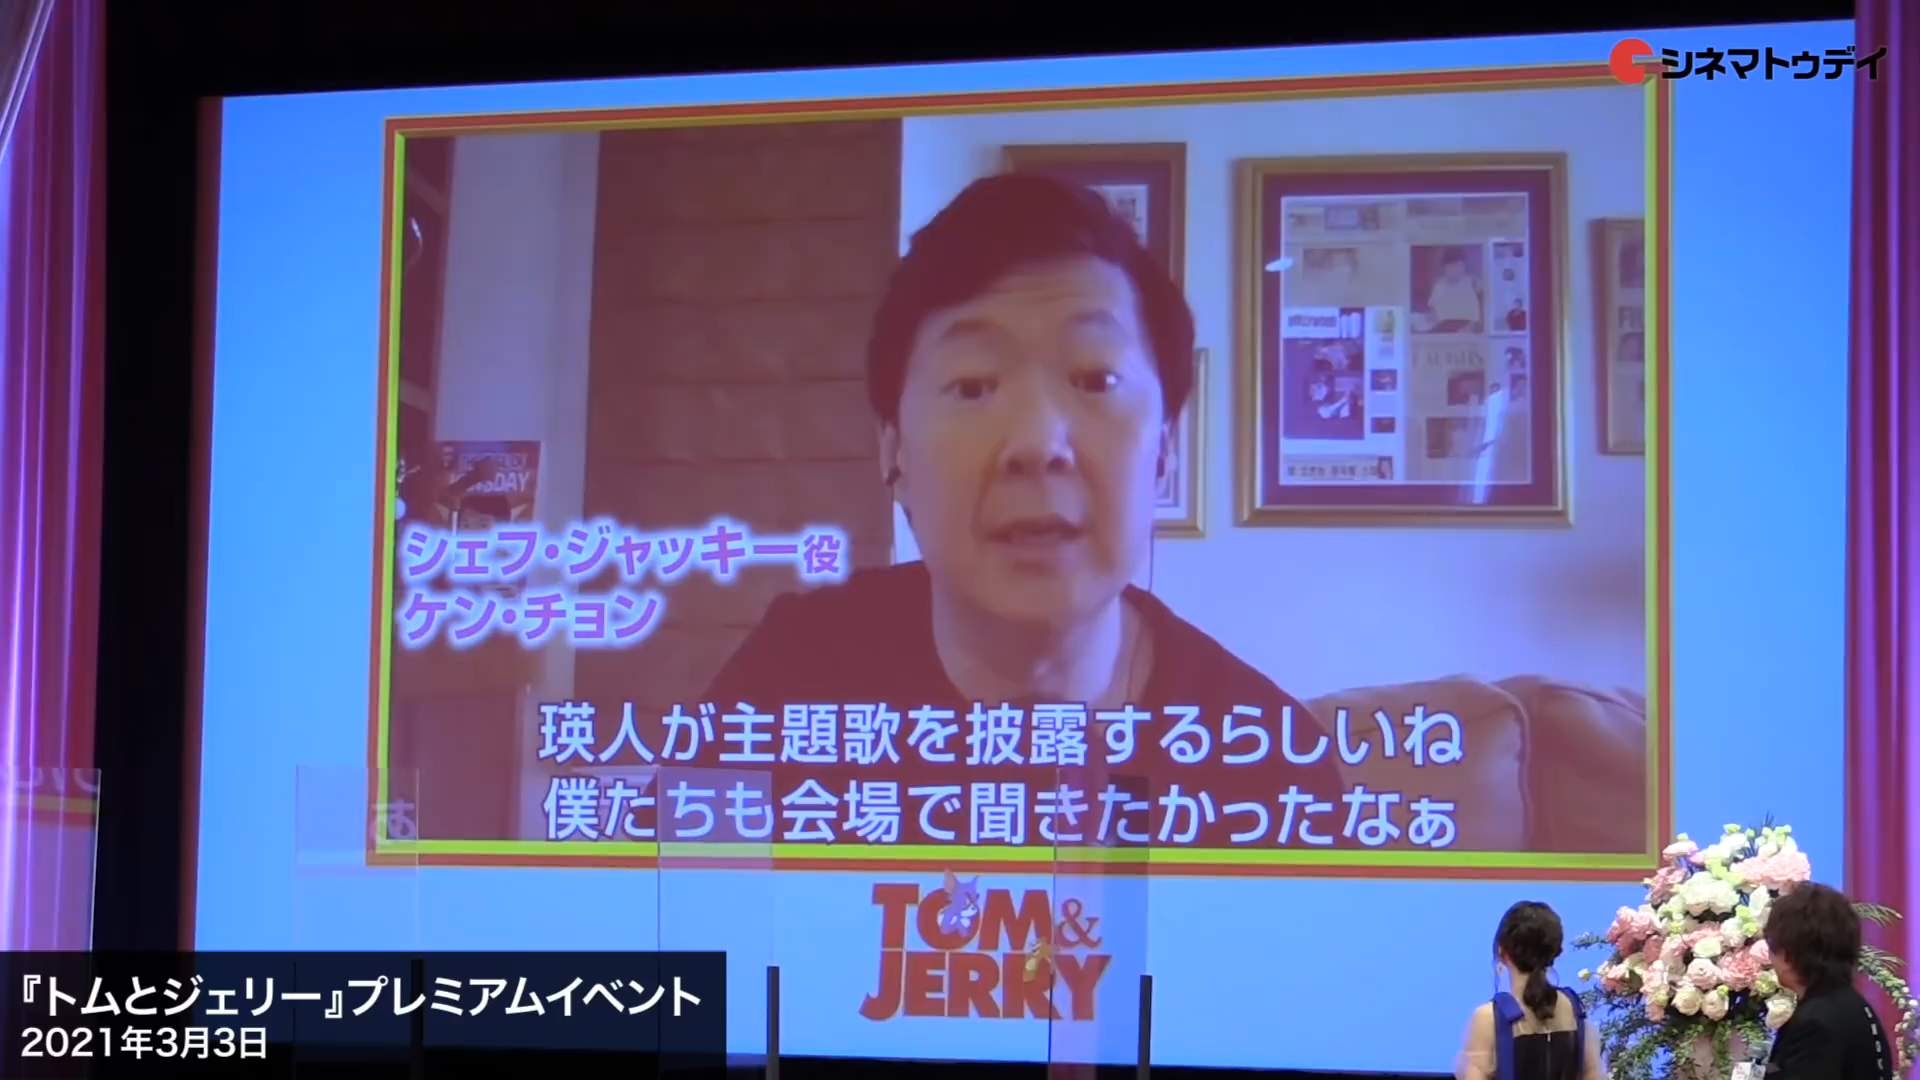 シネマトゥデイ
DAY
シェフ・ジャッキー役
ケン・チョン
瑛人が主題歌を披露するらしいね
僕たちも会場で聞きたかったなぁ
TOM &
JERRY
『トムとジェリー』プレミアムイベント
2021年3月3日